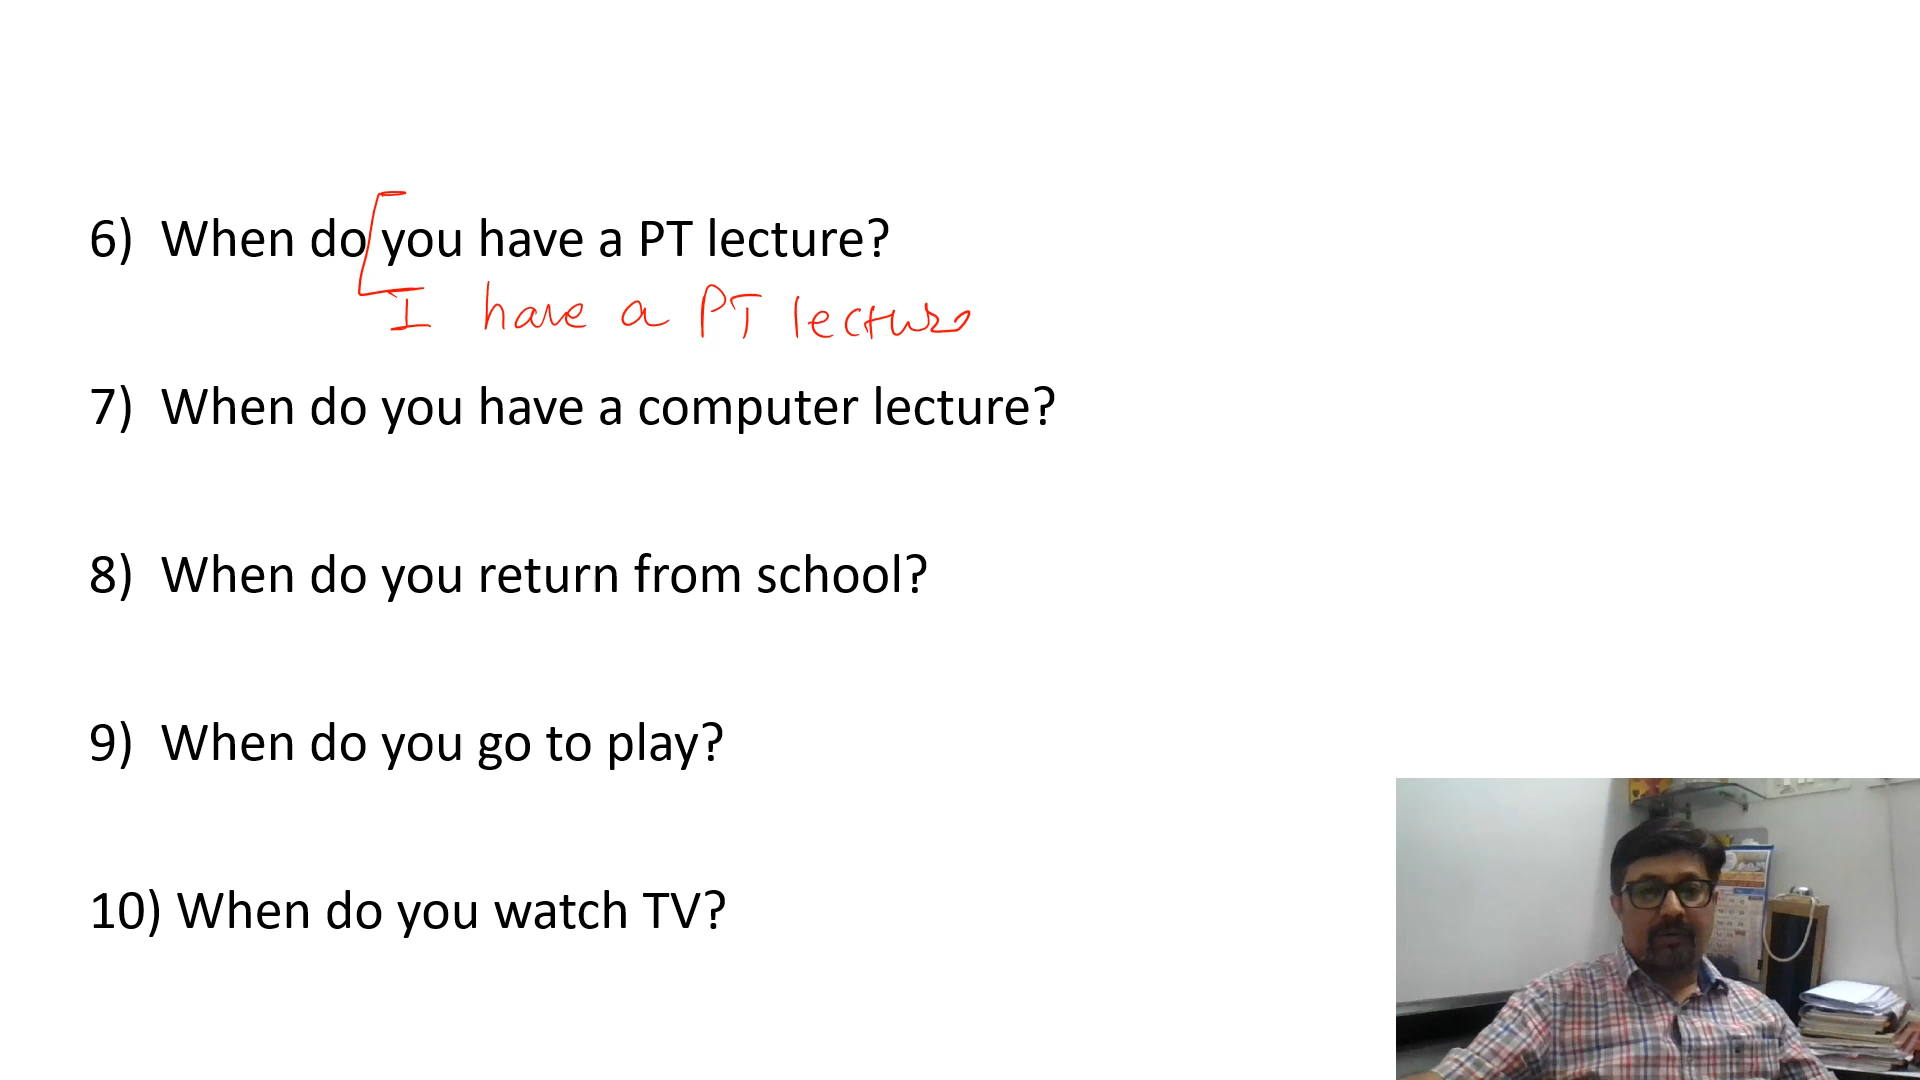 6) When do you have a PT lecture?
I have a PT lecture
7) When do you have a computer lecture?
8) When do you return from school?
9) When do you go to play?
10) When do you watch TV?